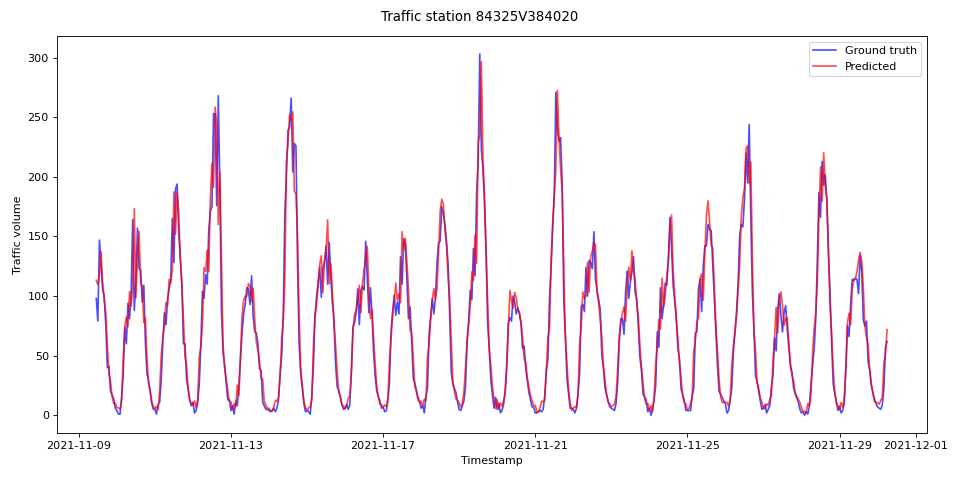 Traffic station 84325V384020
Ground truth
Predicted
Traffic volume
300
250
200
150
100
50
0
2021-11-09 2021-11-13 2021-11-17 2021-11-21 2021-11-25 2021-11-29 2021-12-01
Timestamp